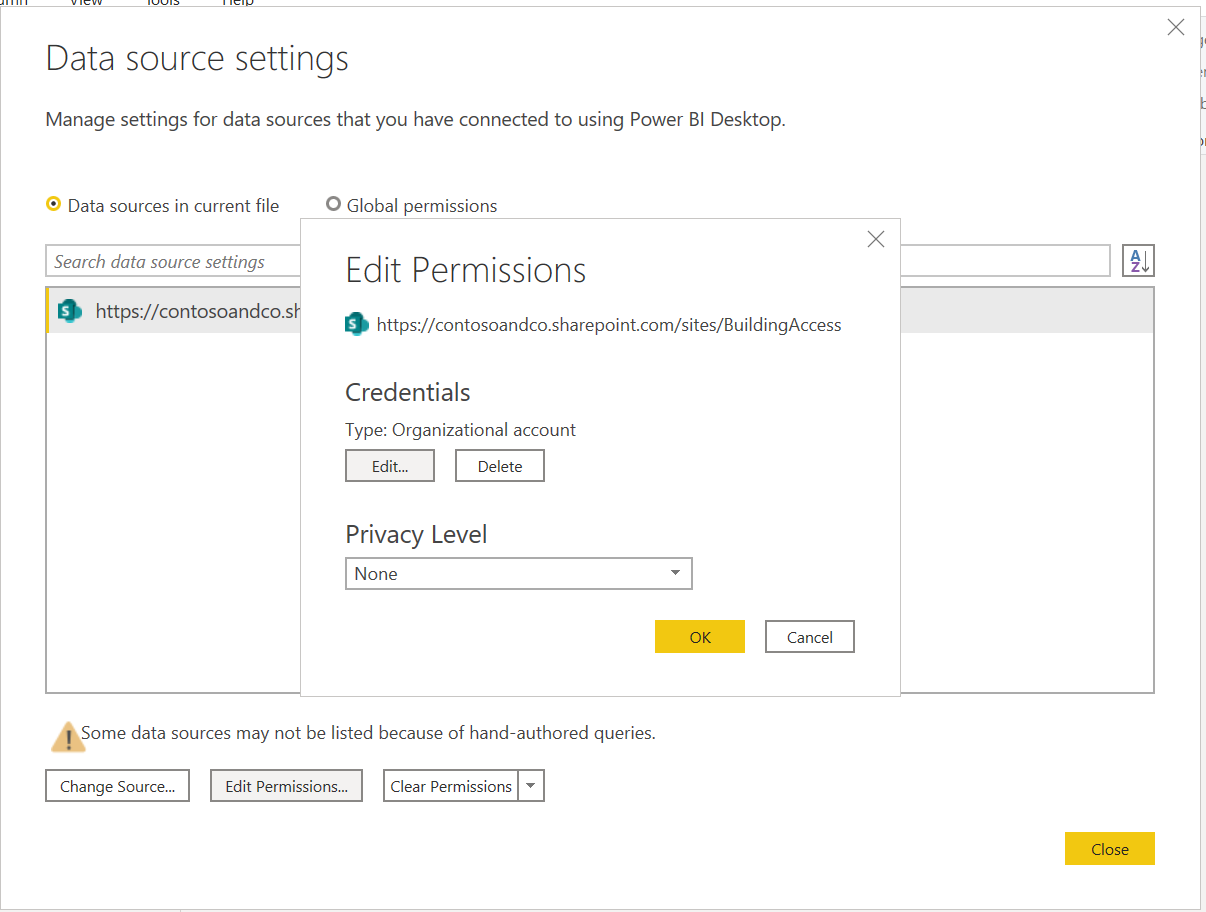 View Tools Help
Data source settings
Manage settings for data sources that you have connected to using Power BI Desktop.
Data sources in current file Global permissions
Search data source settings
https://contosoandco.sh
Edit Permissions
https://contosoandco.sharepoint.com/sites/BuildingAccess
Credentials
Type: Organizational account
Edit... Delete
Privacy Level
None
OK Cancel
Some data sources may not be listed because of hand-authored queries.
Change Source... Edit Permissions... Clear Permissions
Close